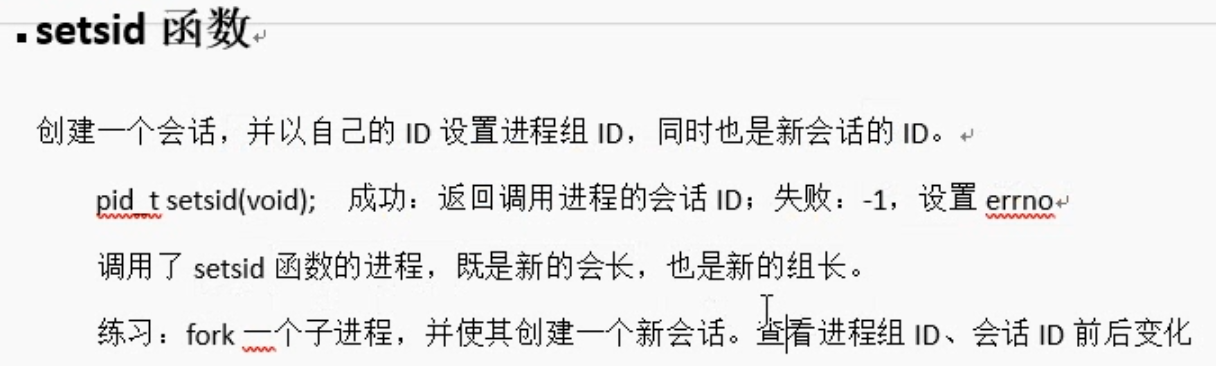 setsid 函数
创建一个会话，并以自己的 ID 设置进程组 ID，同时也是新会话的 ID。
pid_t setsid(void); 成功：返回调用进程的会话 ID；失败：-1，设置 errno
调用了 setsid 函数的进程，既是新的会长，也是新的组长。
练习：fork 一个子进程，并使其创建一个新会话。查看进程组 ID、会话 ID 前后变化